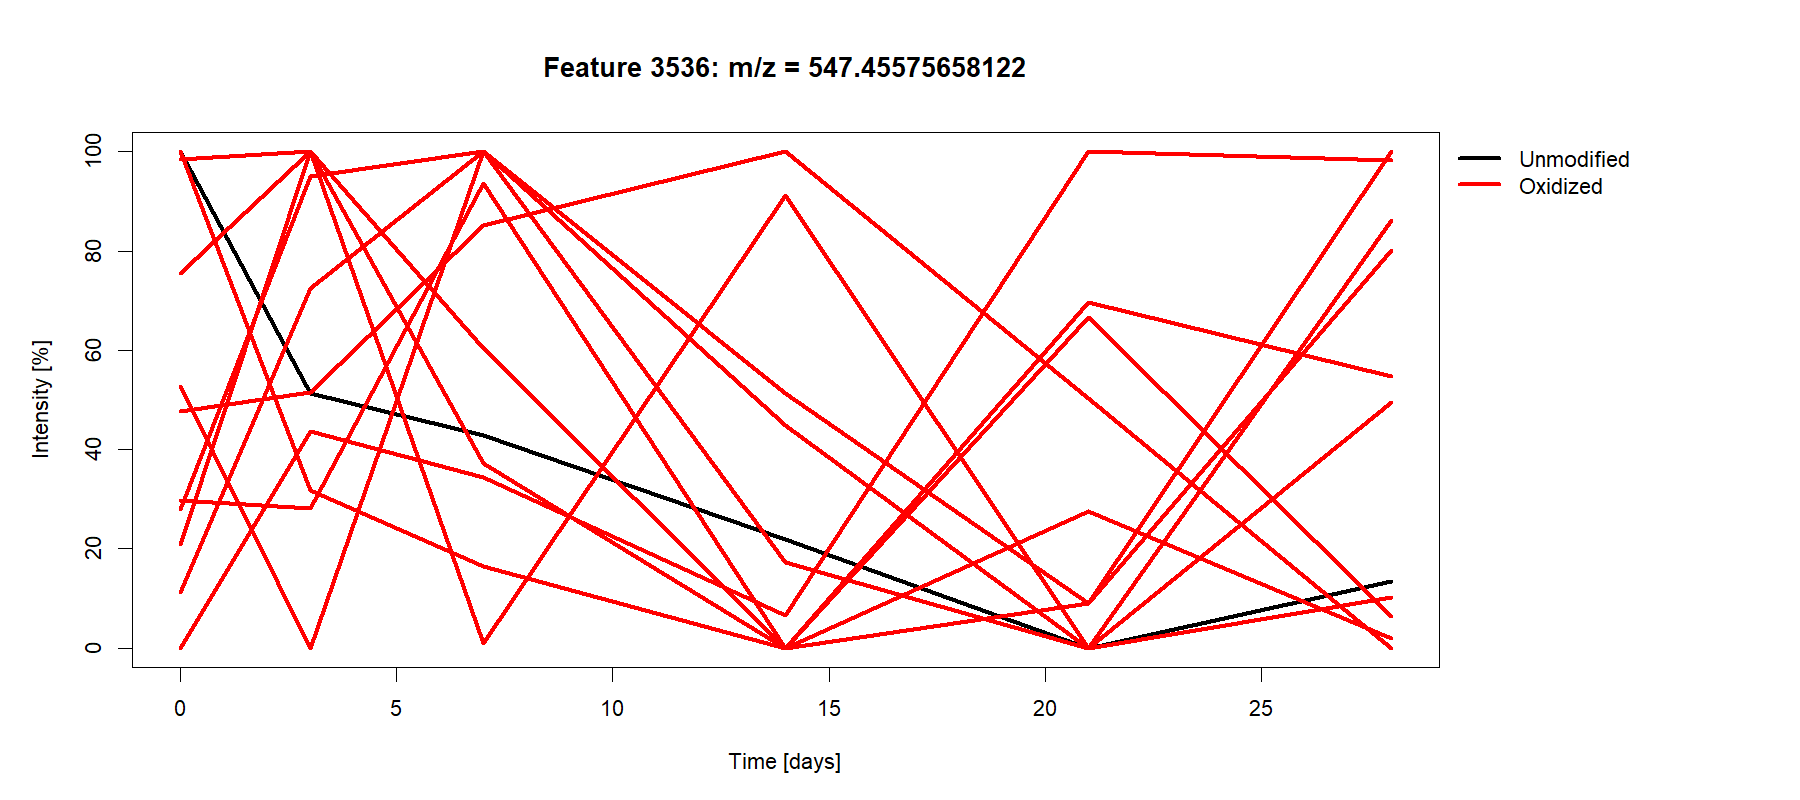 Feature 3536: m/z = 547.45575658122
Unmodified
Oxidized
Intensity [%]
100
80
60
40
20
0
0 5 10 15 20 25
Time [days]